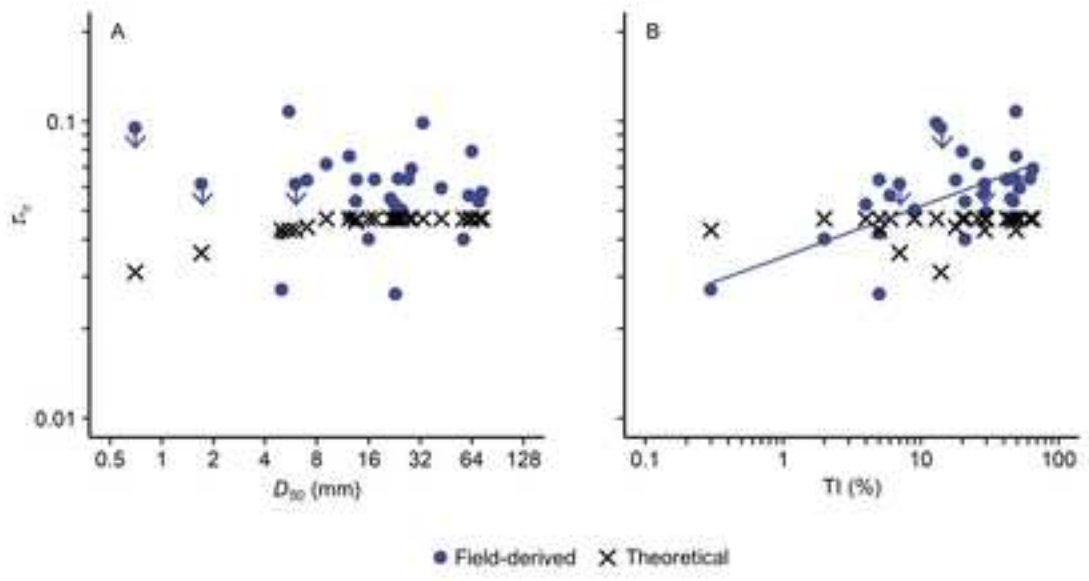 A
B
0.1
0.01
τc
0.5 1 2 4 8 16 32 64 128
0.1 1 10 100
D50 (mm)
TI (%)
Field-derived Theoretical